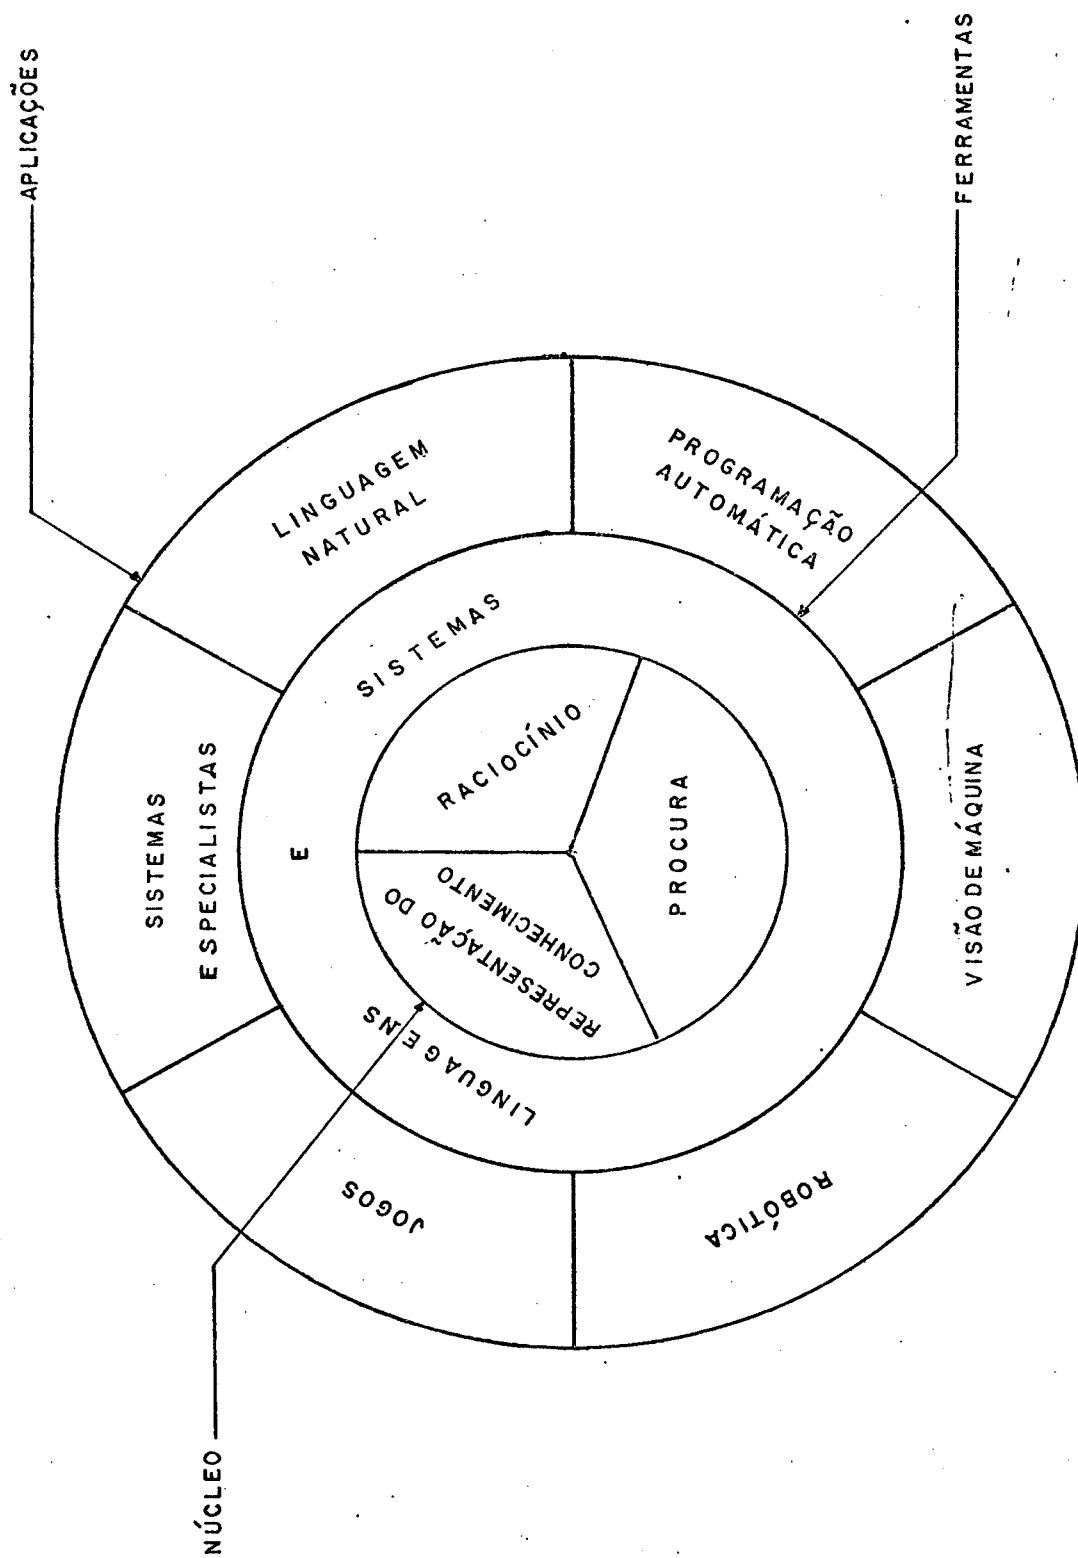 APLICAÇÕES
FERRAMENTAS
NÚCLEO
SISTEMAS
ESPECIALISTAS
LINGUAGEM
NATURAL
PROGRAMAÇÃO
AUTOMÁTICA
VISÃO DE MÁQUINA
ROBÓTICA
JOGOS
LINGUAGENS
E
SISTEMAS
REPRESENTAÇÃO DO
CONHECIMENTO
RACIOCÍNIO
PROCURA